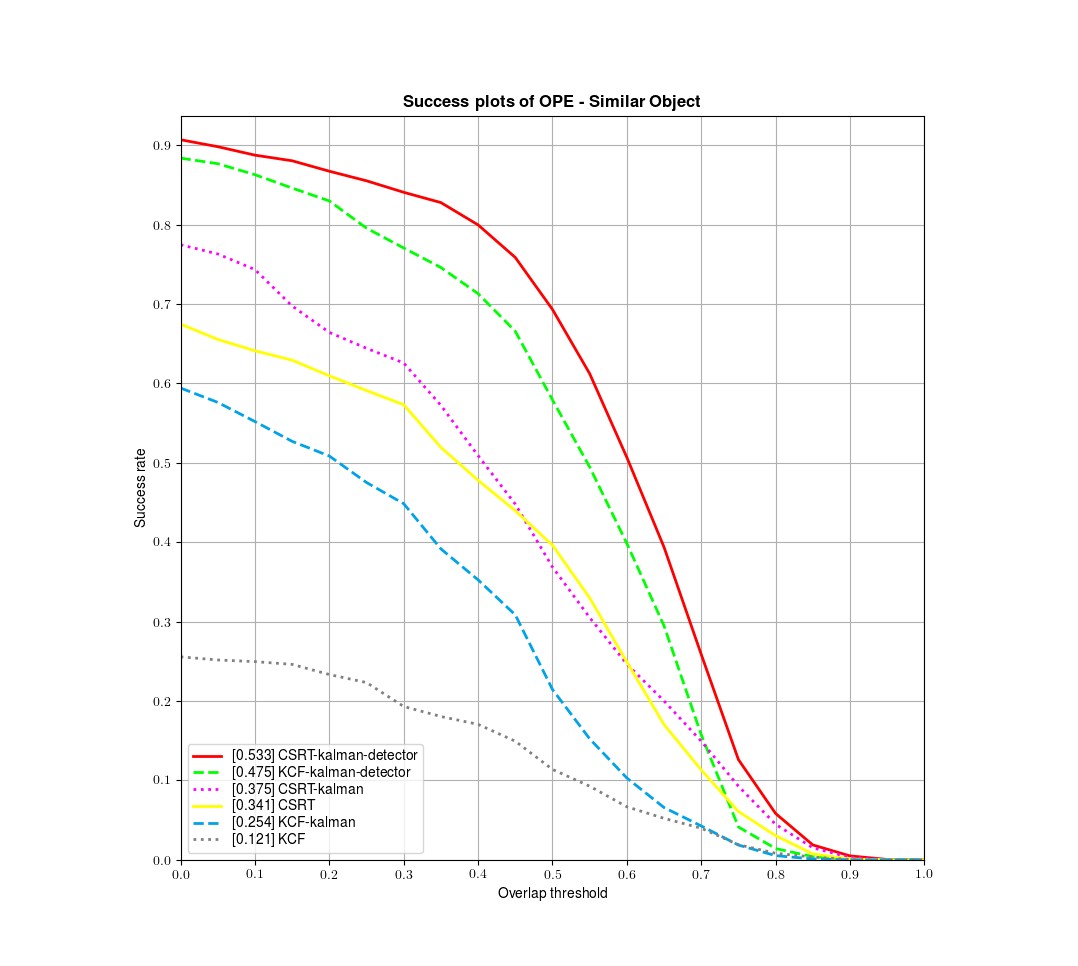 Success plots of OPE - Similar Object
0.9
0.8
0.7
0.6
0.5
0.4
0.3
0.2
0.1
0.0
Success rate
[0.533] CSRT-kalman-detector
[0.475] KCF-kalman-detector
[0.375] CSRT-kalman
[0.341] CSRT
[0.254] KCF-kalman
[0.121] KCF
0.0 0.1 0.2 0.3 0.4 0.5 0.6 0.7 0.8 0.9 1.0
Overlap threshold